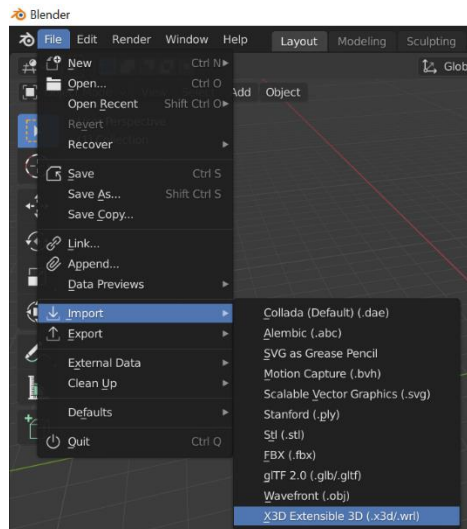 Blender
File Edit Render Window Help Layout Modeling Sculpting
New Ctrl N
Open... Ctrl O
Open Recent Shift Ctrl O
Revert
Recover
Save Ctrl S
Save As... Shift Ctrl S
Save Copy...
Link...
Append...
Data Previews
Import
Export
External Data
Clean Up
Defaults
Quit Ctrl Q
Glob
Add Object
Collada (Default) (.dae)
Alembic (.abc)
SVG as Grease Pencil
Motion Capture (.bvh)
Scalable Vector Graphics (.svg)
Stanford (.ply)
Stl (.stl)
FBX (.fbx)
glTF 2.0 (.glb/.gltf)
Wavefront (.obj)
X3D Extensible 3D (.x3d/.wrl)